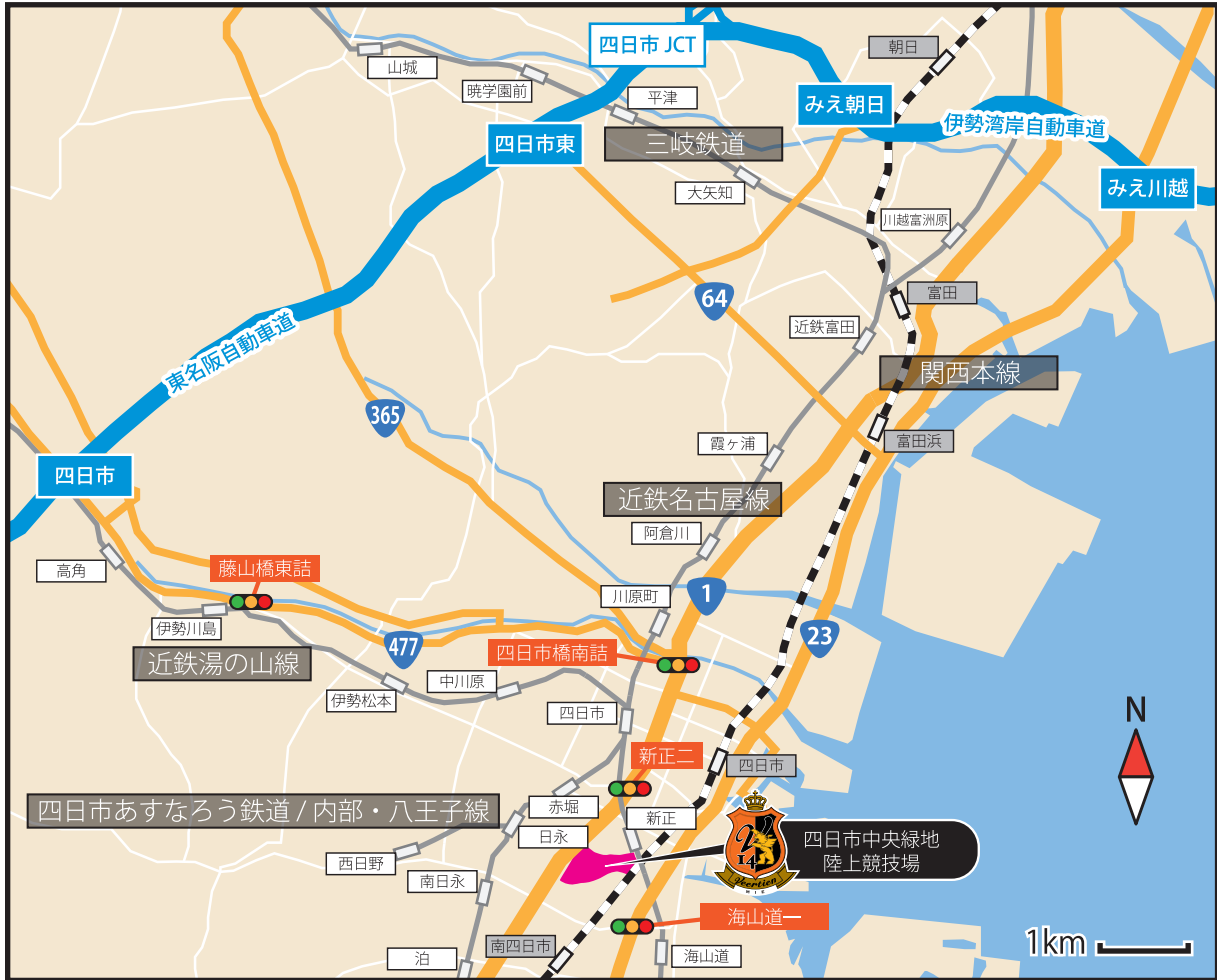 四日市 JCT
朝日
山城
暁学園前
平津
みえ朝日
伊勢湾岸自動車道
四日市東
三岐鉄道
大矢知
みえ川越
川越富洲原
64
富田
近鉄富田
東名阪自動車道
関西本線
365
霞ヶ浦
富田浜
四日市
近鉄名古屋線
阿倉川
高角
藤山橋東詰
川原町
1
伊勢川島
23
477
四日市橋南詰
近鉄湯の山線
中川原
伊勢松本
四日市
N
新正二
四日市
四日市あすなろう鉄道 / 内部・八王子線
赤堀
新正
日永
西日野
南日永
14
Veertien
MIE
四日市中央緑地
陸上競技場
海山道一
南四日市
泊
海山道
1km